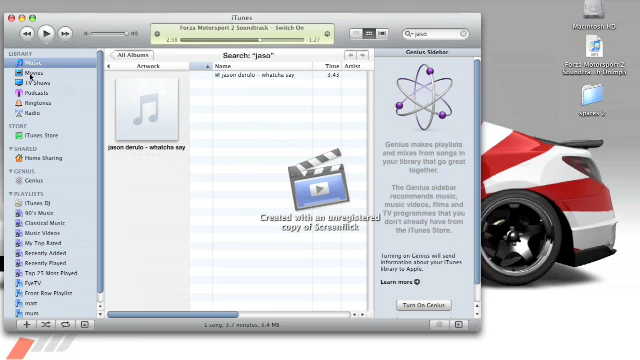 iTunes
Forza Motorsport 2 Soundtrack – Switch On
2:38
-1:27
jaso
LIBRARY
Music
Movies
TV Shows
Podcasts
Ringtones
Radio
STORE
iTunes Store
SHARED
Home Sharing
GENIUS
Genius
PLAYLISTS
iTunes DJ
90's Music
Classical Music
Music Videos
My Top Rated
Recently Added
Recently Played
Top 25 Most Played
EyeTV
Front Row Playlist
matt
mum
All Albums
Search: "jaso"
Artwork
Name
Time
Artist
jason derulo – whatcha say
3:43
jason derulo – whatcha say
Created with an unregistered
copy of Screenflick
1 song, 3.7 minutes, 3.4 MB
Genius Sidebar
Genius makes playlists
and mixes from songs in
your library that go great
together.
The Genius sidebar
recommends music,
music videos, films and
TV programmes that you
don't already have from
the iTunes Store.
Turning on Genius will send
information about your iTunes
library to Apple.
Learn more
Turn On Genius
Macintosh HD
Forza Motorsport 2
Soundtra...h On.mp3
spaces 2